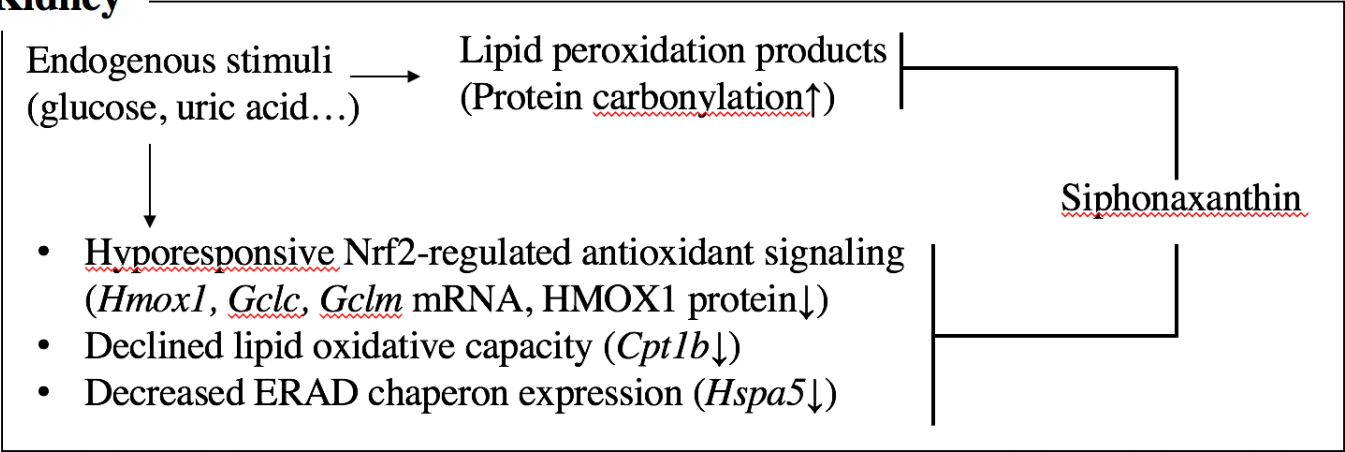 Kidney
Endogenous stimuli
(glucose, uric acid…)
Lipid peroxidation products
(Protein carbonylation↑)
Siphonaxanthin
• Hyporesponsive Nrf2-regulated antioxidant signaling
(Hmox1, Gclc, Gclm mRNA, HMOX1 protein↓)
• Declined lipid oxidative capacity (Cpt1b↓)
• Decreased ERAD chaperon expression (Hspa5↓)